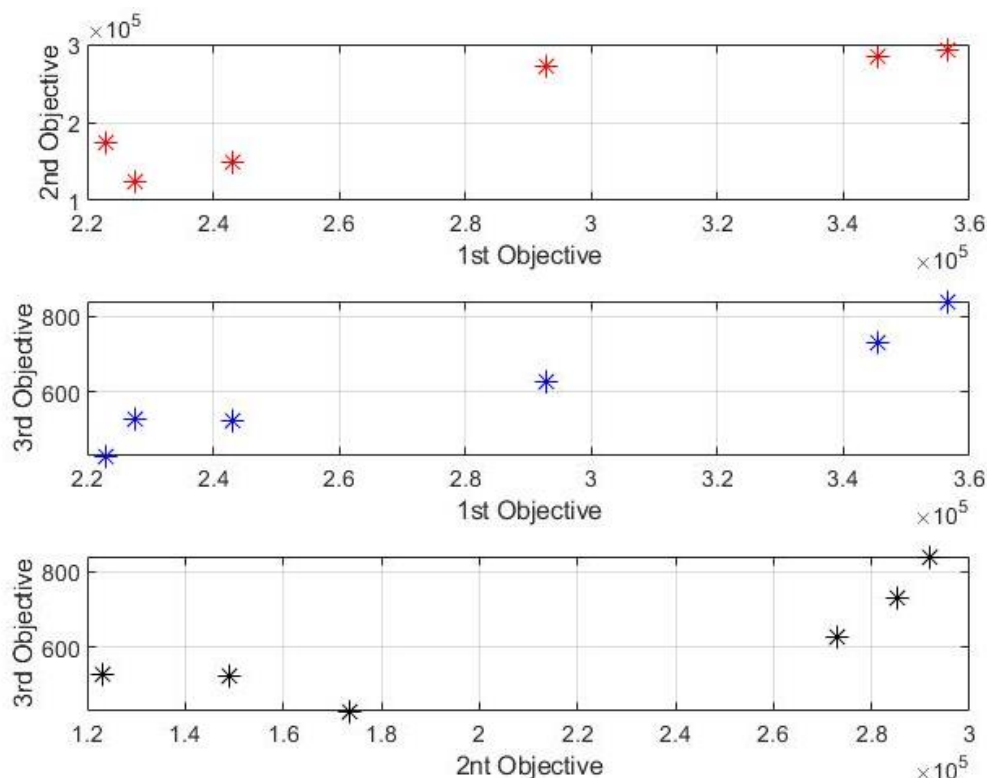 ×10^5
3
2
1
2nd Objective
2.2 2.4 2.6 2.8 3 3.2 3.4 3.6
1st Objective
×10^5
800
600
3rd Objective
2.2 2.4 2.6 2.8 3 3.2 3.4 3.6
1st Objective
×10^5
800
600
3rd Objective
1.2 1.4 1.6 1.8 2 2.2 2.4 2.6 2.8 3
2nt Objective
×10^5